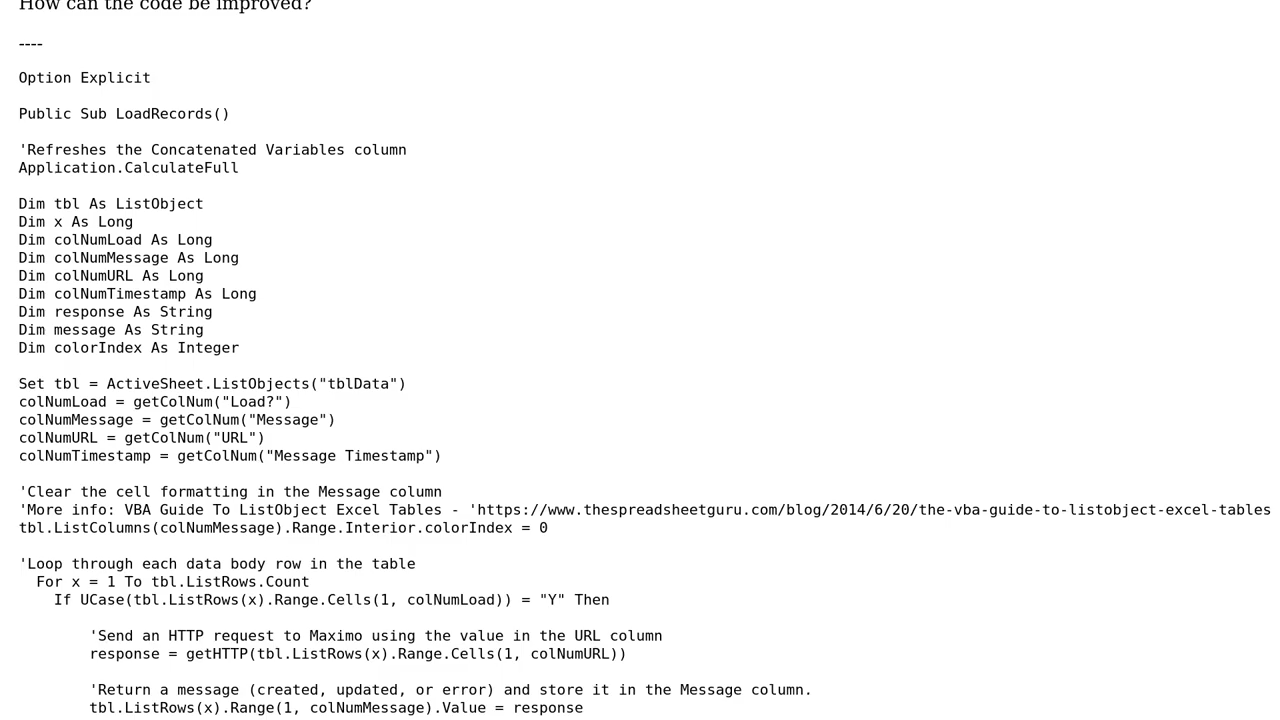 How can the code be improved?
----
Option Explicit
Public Sub LoadRecords()
'Refreshes the Concatenated Variables column
Application.CalculateFull
Dim tbl As ListObject
Dim x As Long
Dim colNumLoad As Long
Dim colNumMessage As Long
Dim colNumURL As Long
Dim colNumTimestamp As Long
Dim response As String
Dim message As String
Dim colorIndex As Integer
Set tbl = ActiveSheet.ListObjects("tblData")
colNumLoad = getColNum("Load?")
colNumMessage = getColNum("Message")
colNumURL = getColNum("URL")
colNumTimestamp = getColNum("Message Timestamp")
'Clear the cell formatting in the Message column
'More info: VBA Guide To ListObject Excel Tables - 'https://www.thespreadsheetguru.com/blog/2014/6/20/the-vba-guide-to-listobject-excel-tables
tbl.ListColumns(colNumMessage).Range.Interior.colorIndex = 0
'Loop through each data body row in the table
  For x = 1 To tbl.ListRows.Count
    If UCase(tbl.ListRows(x).Range.Cells(1, colNumLoad)) = "Y" Then
        'Send an HTTP request to Maximo using the value in the URL column
        response = getHTTP(tbl.ListRows(x).Range.Cells(1, colNumURL))
        'Return a message (created, updated, or error) and store it in the Message column.
        tbl.ListRows(x).Range(1, colNumMessage).Value = response